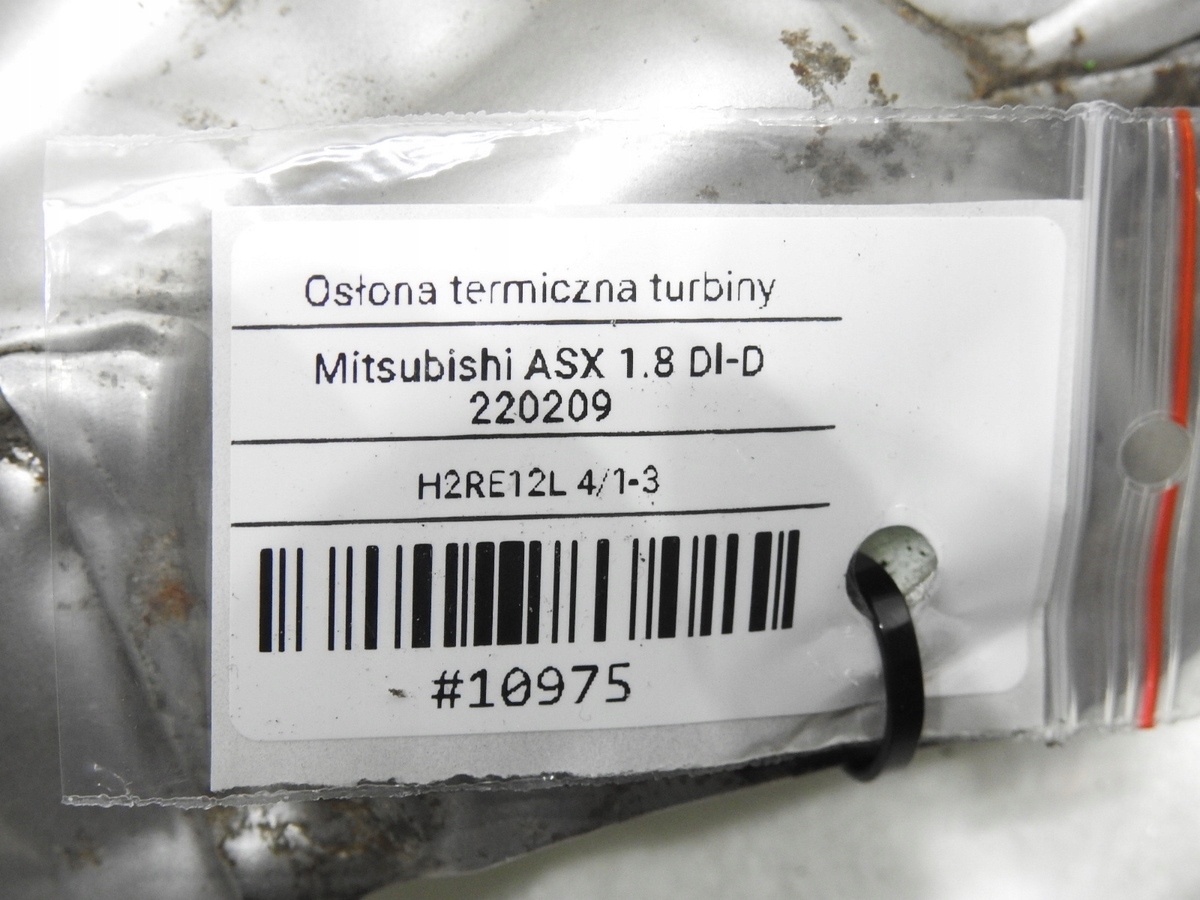 Osłona termiczna turbiny
Mitsubishi ASX 1.8 DI-D
220209
H2RE12L 4/1-3
#10975